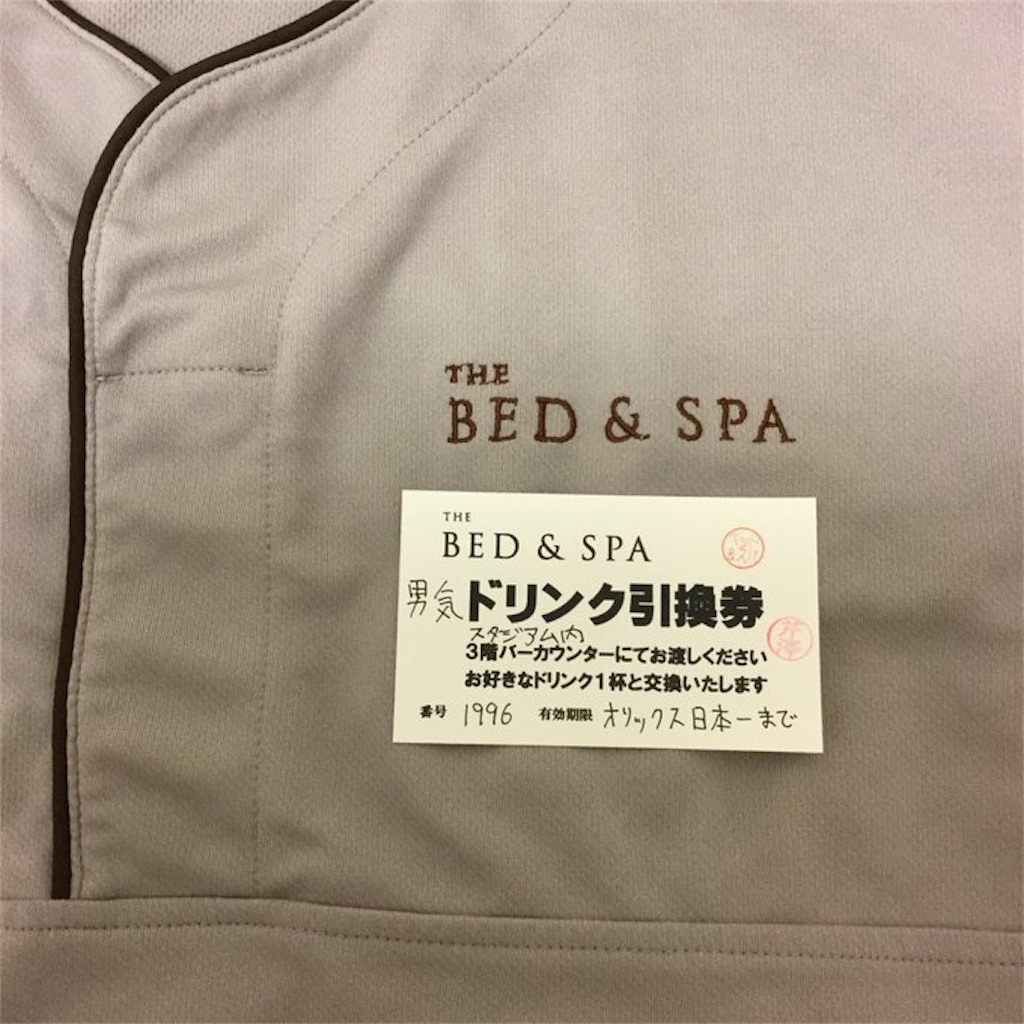 THE
BED & SPA
THE
BED & SPA
男気ドリンク引換券
スタジアム内
3階バーカウンターにてお渡しください
お好きなドリンク1杯と交換いたします
番号 1996 有効期限 オリックス日本一まで
芹澤